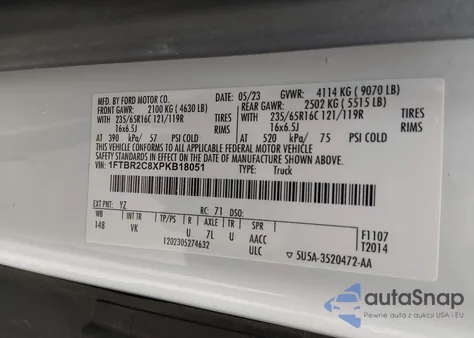 MFD. BY FORD MOTOR CO.
05/23 GVWR: 4114 KG (9070 LB)
FRONT GAWR: 2100 KG (4630 LB) REAR GAWR: 2502 KG (5515 LB)
WITH 235/65R16C 121/119R TIRES WITH 235/65R16C 121/119R TIRES
16x6.5J RIMS 16x6.5J RIMS
AT 390 kPa/ 57 PSI COLD AT 520 kPa/ 75 PSI COLD
THIS VEHICLE CONFORMS TO ALL APPLICABLE FEDERAL MOTOR VEHICLE
SAFETY STANDARDS IN EFFECT ON THE DATE OF MANUFACTURE SHOWN ABOVE.
VIN: 1FTBR2C8XPKB18051 TYPE: Truck
EXT PNT: YZ RC: 71 DSO:
WB INT TR TP/PS R AXLE TR SPR
148 VK U 7L U AACC
ULC
F1107
T2014
1202305274632
5U5A-3520472-AA
autaSnap
Pewne auta z aukcji USA i EU